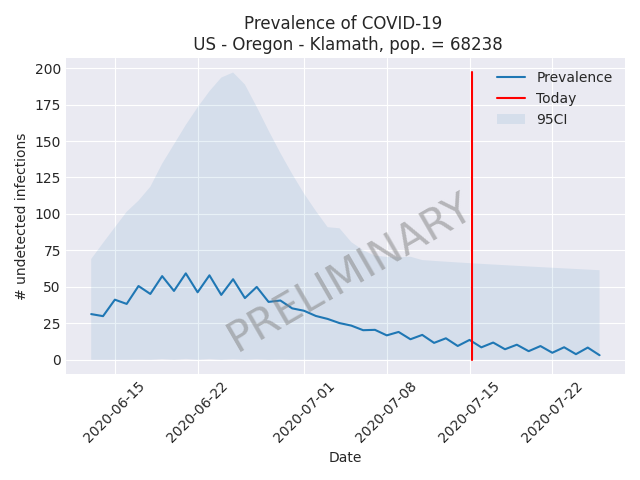 Prevalence of COVID-19
US - Oregon - Klamath, pop. = 68238
# undetected infections
200
175
150
125
100
75
50
25
0
Prevalence
Today
95CI
PRELIMINARY
2020-06-15
2020-06-22
2020-07-01
2020-07-08
2020-07-15
2020-07-22
Date